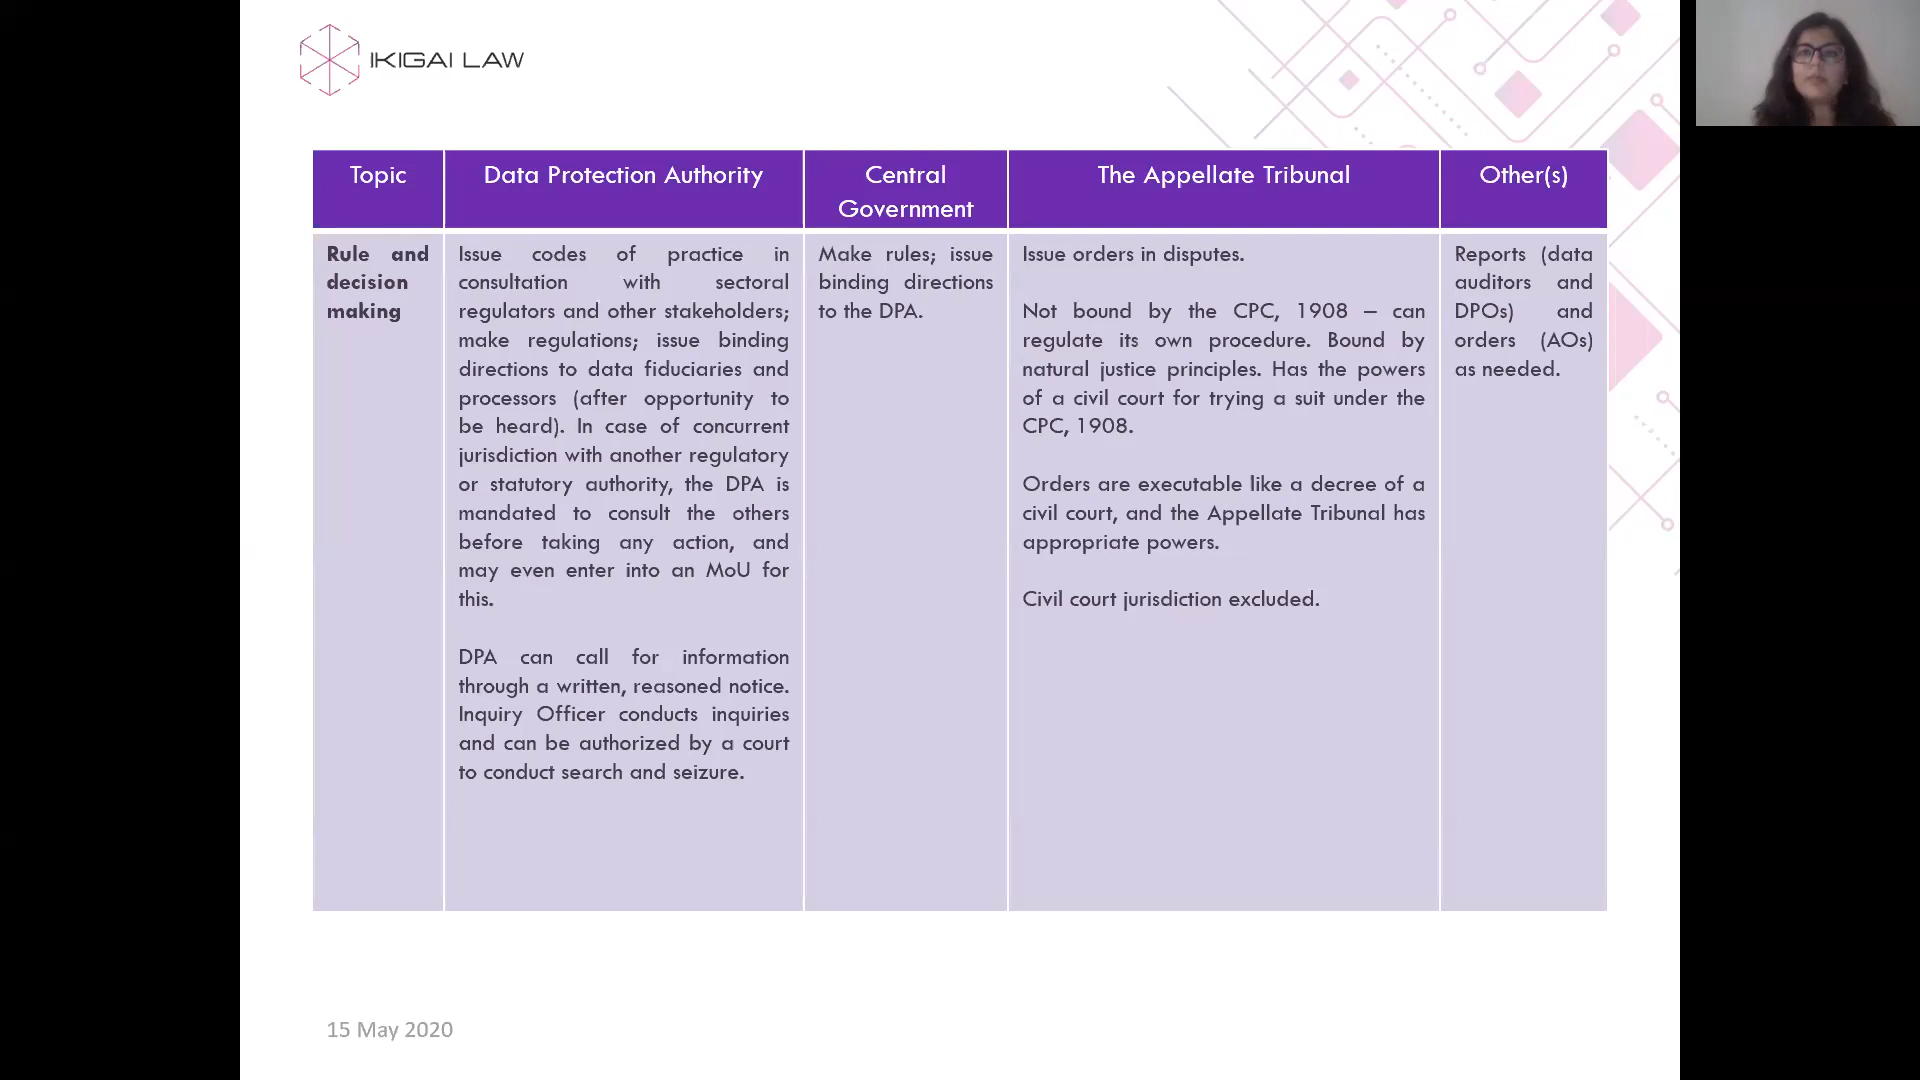 IKIGAI LAW
Topic
Data Protection Authority
Central
Government
The Appellate Tribunal
Other(s)
Rule and
decision
making
Issue codes of practice in
consultation with sectoral
regulators and other stakeholders;
make regulations; issue binding
directions to data fiduciaries and
processors (after opportunity to
be heard). In case of concurrent
jurisdiction with another regulatory
or statutory authority, the DPA is
mandated to consult the others
before taking any action, and
may even enter into an MoU for
this.
DPA can call for information
through a written, reasoned notice.
Inquiry Officer conducts inquiries
and can be authorized by a court
to conduct search and seizure.
Make rules; issue
binding directions
to the DPA.
Issue orders in disputes.
Not bound by the CPC, 1908 – can
regulate its own procedure. Bound by
natural justice principles. Has the powers
of a civil court for trying a suit under the
CPC, 1908.
Orders are executable like a decree of a
civil court, and the Appellate Tribunal has
appropriate powers.
Civil court jurisdiction excluded.
Reports (data
auditors and
DPOs) and
orders (AOs)
as needed.
15 May 2020